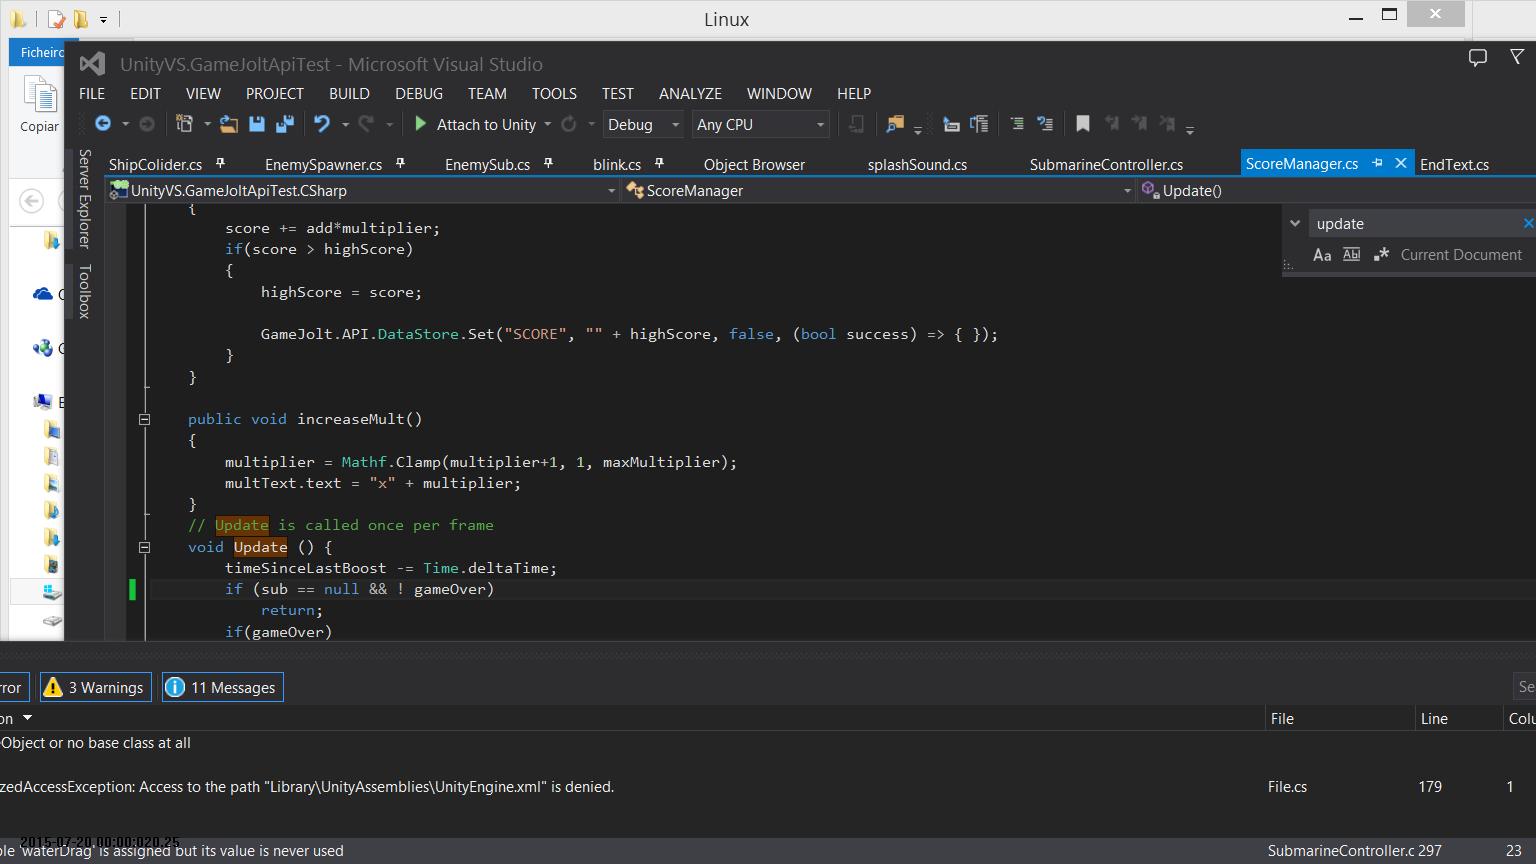 Linux
Ficheiro
Copiar
UnityVS.GameJoltApiTest - Microsoft Visual Studio
FILE EDIT VIEW PROJECT BUILD DEBUG TEAM TOOLS TEST ANALYZE WINDOW HELP
Attach to Unity Debug Any CPU
Server Explorer
Toolbox
ShipColider.cs EnemySpawner.cs EnemySub.cs blink.cs Object Browser splashSound.cs SubmarineController.cs ScoreManager.cs EndText.cs
UnityVS.GameJoltApiTest.CSharp ScoreManager Update()
update
Aa Abl Current Document
{
score += add*multiplier;
if(score > highScore)
{
highScore = score;
GameJolt.API.DataStore.Set("SCORE", "" + highScore, false, (bool success) => { });
}
}
public void increaseMult()
{
multiplier = Mathf.Clamp(multiplier+1, 1, maxMultiplier);
multText.text = "x" + multiplier;
}
// Update is called once per frame
void Update () {
timeSinceLastBoost -= Time.deltaTime;
if (sub == null && ! gameOver)
return;
if(gameOver)
rror 3 Warnings 11 Messages Se
on File Line Colu
Object or no base class at all
zedAccessException: Access to the path "Library\UnityAssemblies\UnityEngine.xml" is denied. File.cs 179 1
2015-07-20 00:00:020.25
ble 'waterDrag' is assigned but its value is never used SubmarineController.c 297 23